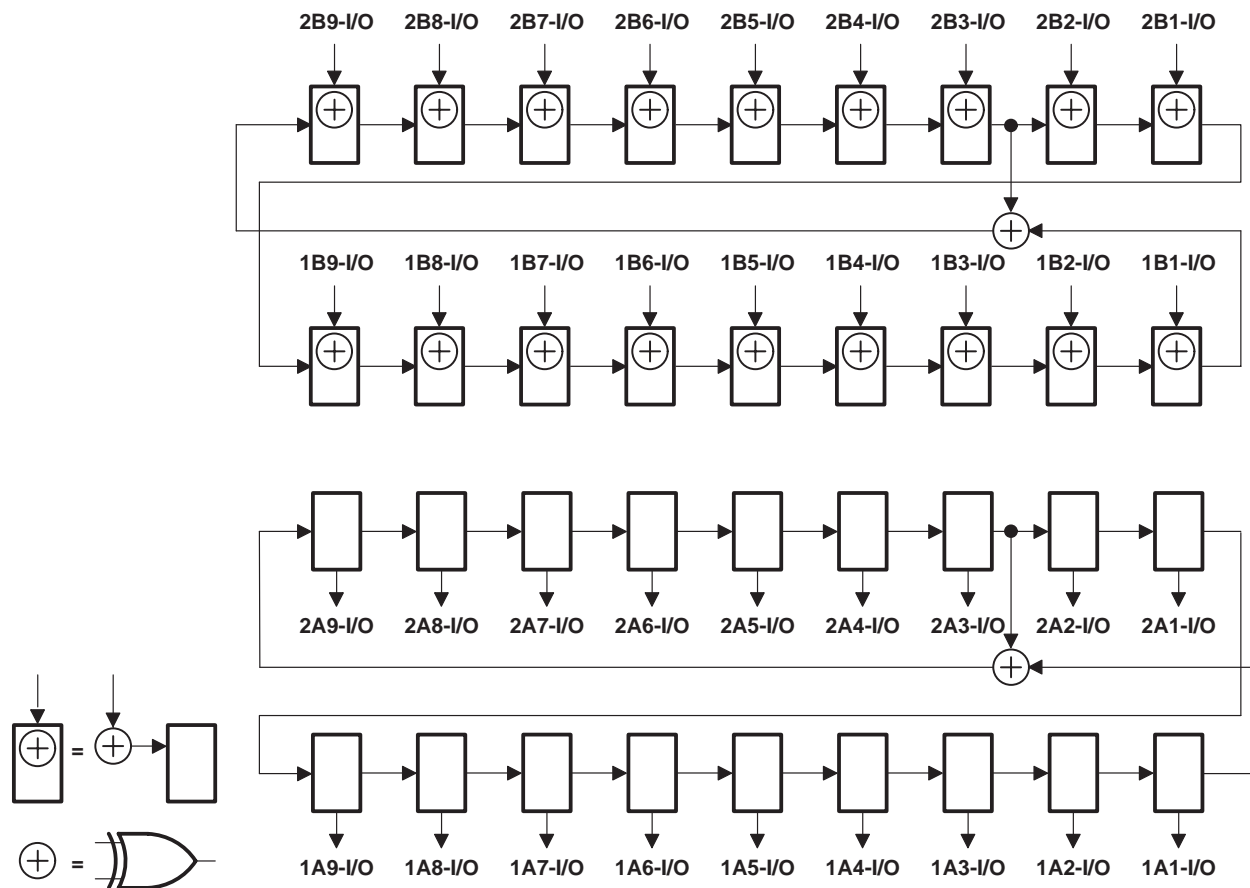 2B9-I/O 2B8-I/O 2B7-I/O 2B6-I/O 2B5-I/O 2B4-I/O 2B3-I/O 2B2-I/O 2B1-I/O
1B9-I/O 1B8-I/O 1B7-I/O 1B6-I/O 1B5-I/O 1B4-I/O 1B3-I/O 1B2-I/O 1B1-I/O
2A9-I/O 2A8-I/O 2A7-I/O 2A6-I/O 2A5-I/O 2A4-I/O 2A3-I/O 2A2-I/O 2A1-I/O
=
=
1A9-I/O 1A8-I/O 1A7-I/O 1A6-I/O 1A5-I/O 1A4-I/O 1A3-I/O 1A2-I/O 1A1-I/O